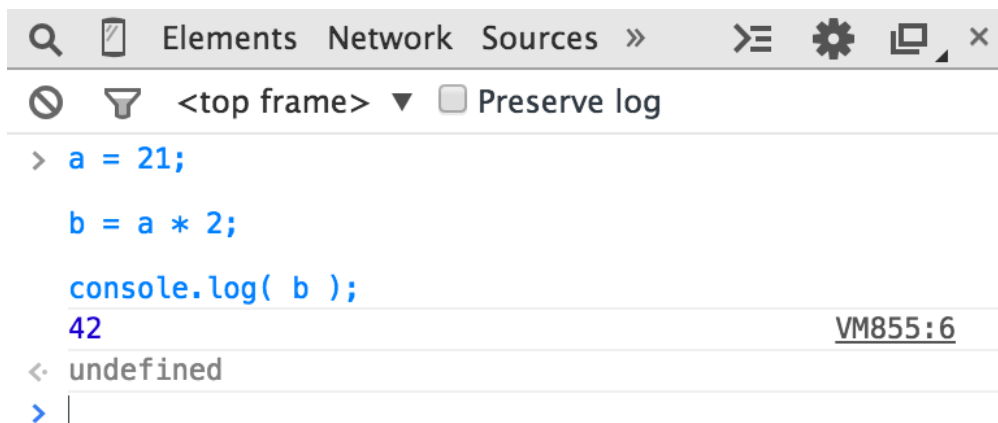 Elements Network Sources »
<top frame> ▼ Preserve log
> a = 21;
b = a * 2;
console.log( b );
42 VM855:6
undefined
>